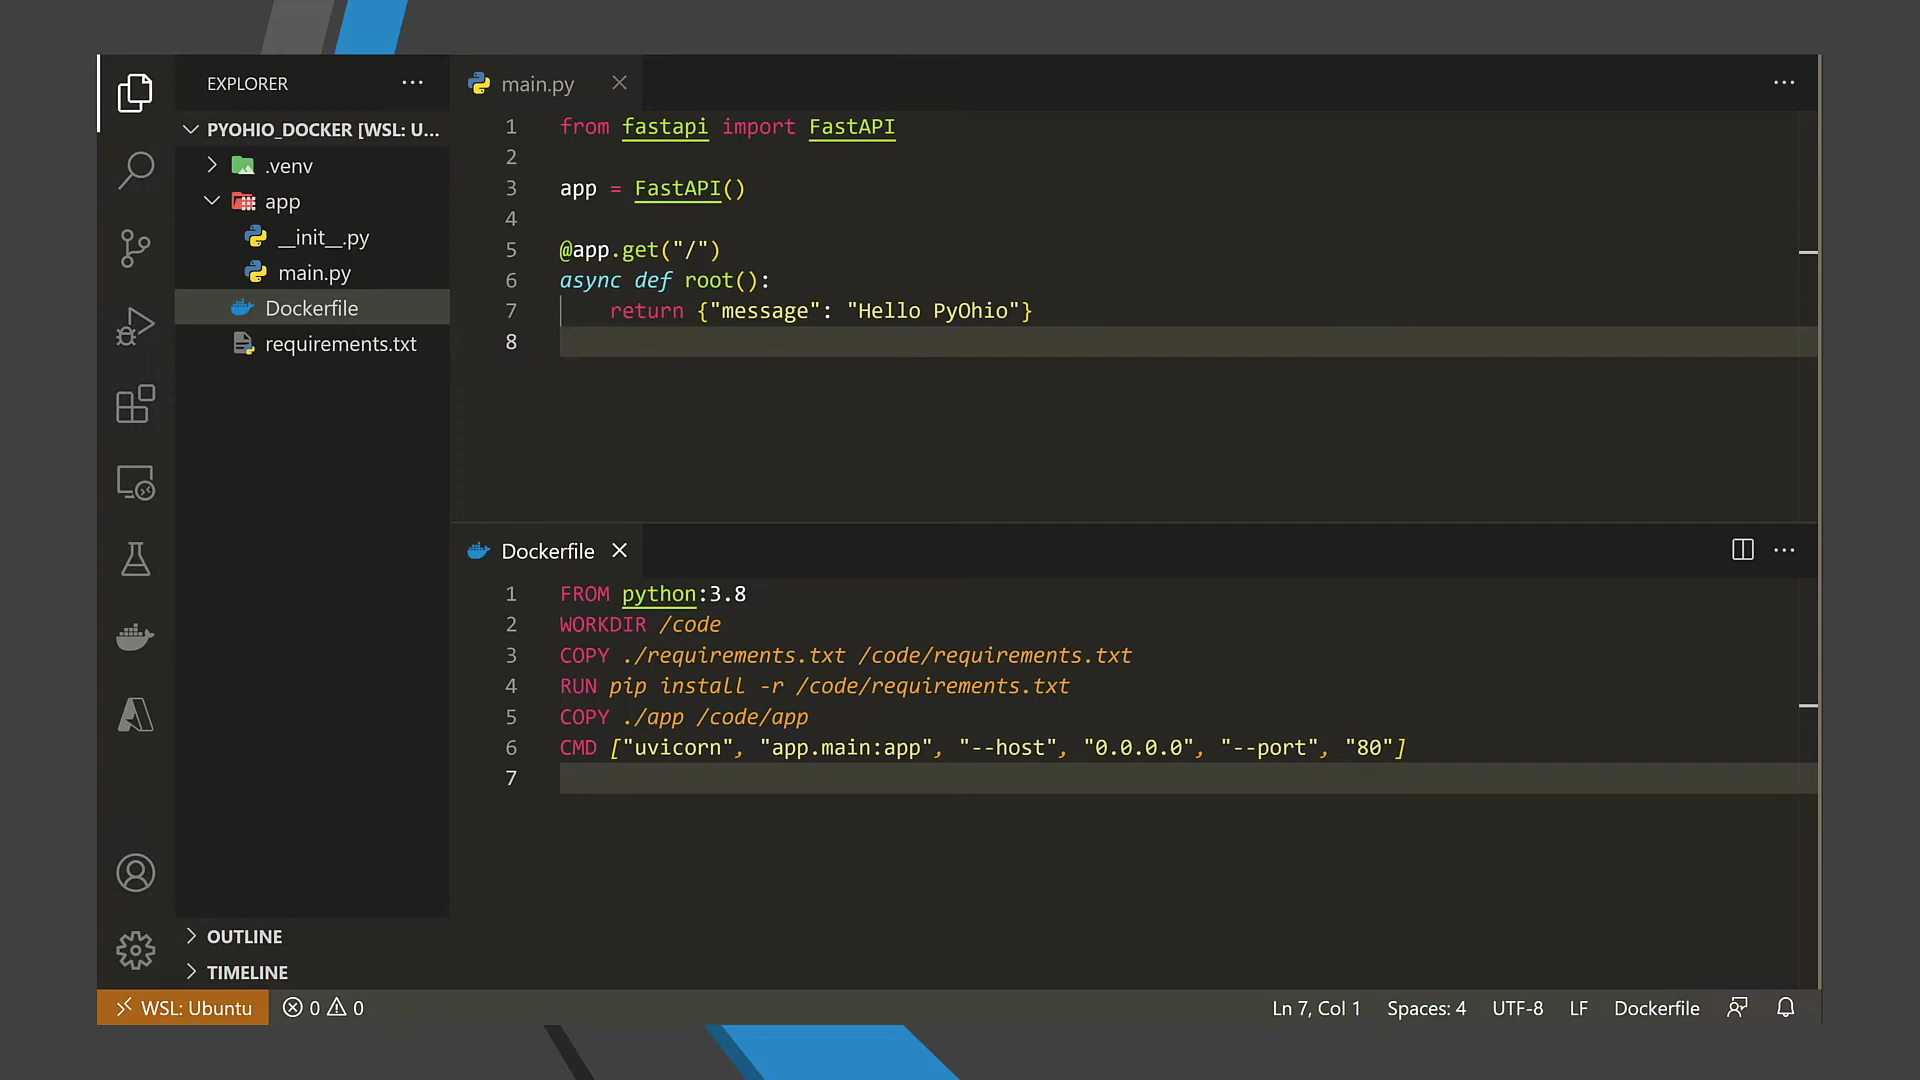 EXPLORER
PYOHIO_DOCKER [WSL: U...
.venv
app
__init__.py
main.py
Dockerfile
requirements.txt
OUTLINE
TIMELINE
main.py
1 from fastapi import FastAPI
2
3 app = FastAPI()
4
5 @app.get("/")
6 async def root():
7     return {"message": "Hello PyOhio"}
8
Dockerfile
1 FROM python:3.8
2 WORKDIR /code
3 COPY ./requirements.txt /code/requirements.txt
4 RUN pip install -r /code/requirements.txt
5 COPY ./app /code/app
6 CMD ["uvicorn", "app.main:app", "--host", "0.0.0.0", "--port", "80"]
7
WSL: Ubuntu 0 0 Ln 7, Col 1 Spaces: 4 UTF-8 LF Dockerfile